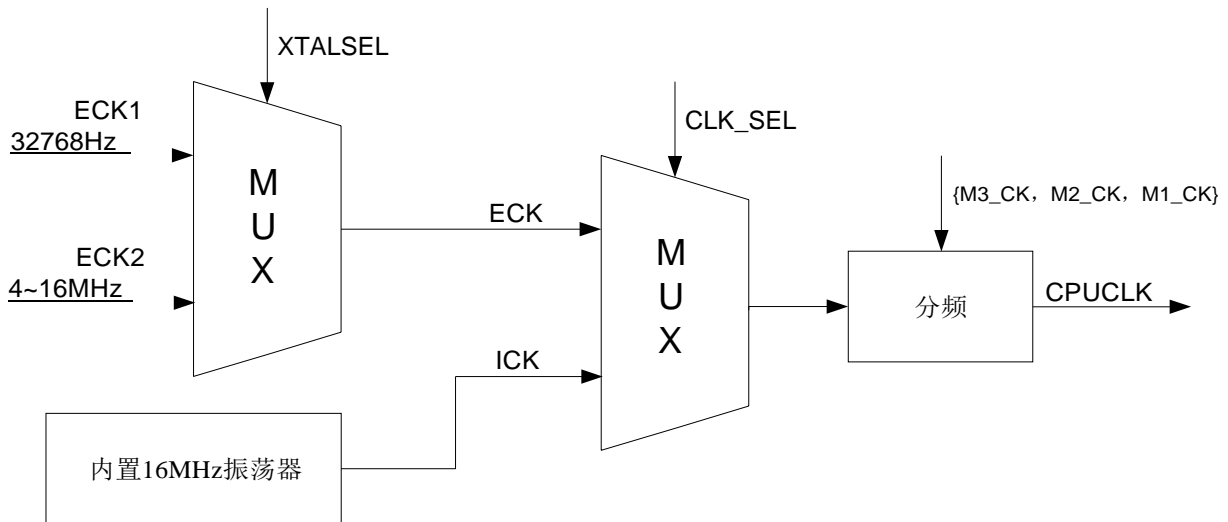 XTALSEL
ECK1
32768Hz
CLK_SEL
M
U
X
{M3_CK，M2_CK，M1_CK}
ECK
ECK2
4~16MHz
M
U
X
分频
CPUCLK
ICK
内置16MHz振荡器